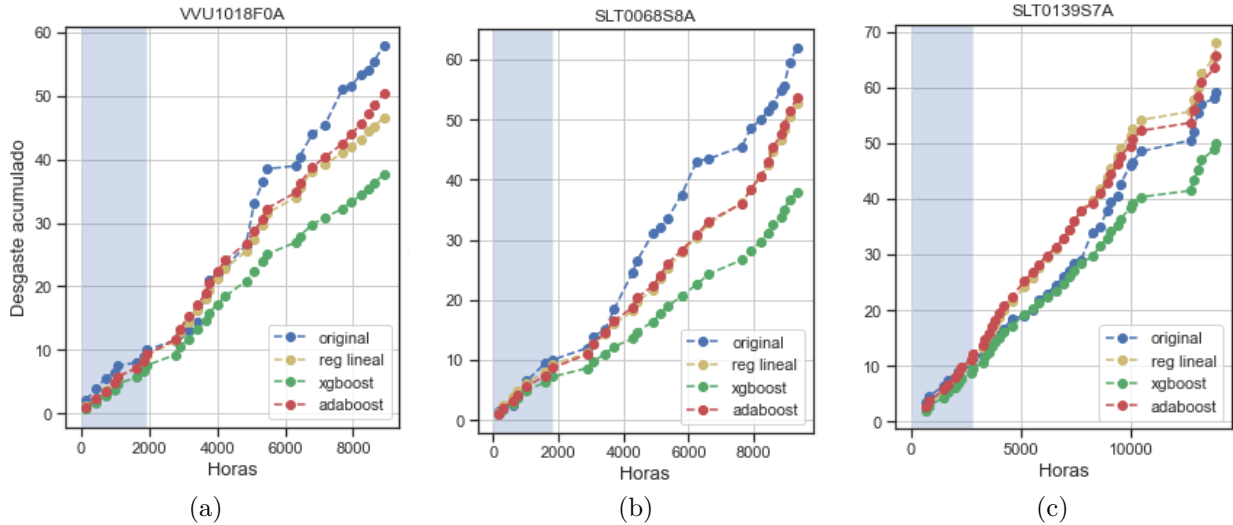 VVU1018F0A
SLT0068S8A
SLT0139S7A
Desgaste acumulado
60
50
40
30
20
10
0
0 2000 4000 6000 8000
Horas
original
reg lineal
xgboost
adaboost
60
50
40
30
20
10
0
0 2000 4000 6000 8000
Horas
original
reg lineal
xgboost
adaboost
70
60
50
40
30
20
10
0
0 5000 10000
Horas
original
reg lineal
xgboost
adaboost
(a)
(b)
(c)